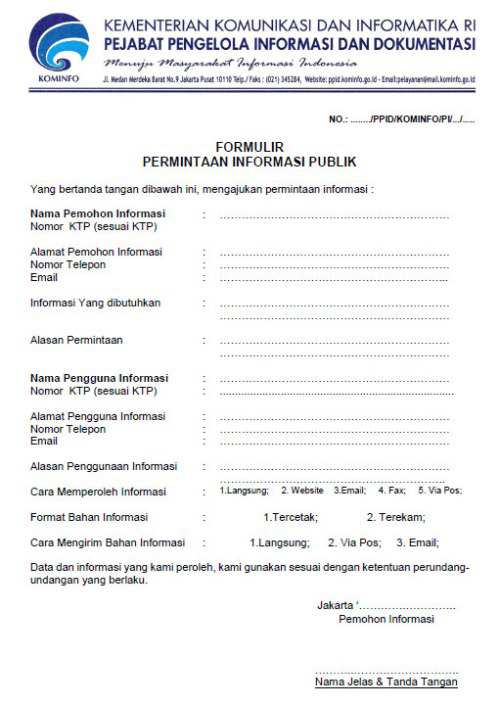 KOMINFO
KEMENTERIAN KOMUNIKASI DAN INFORMATIKA RI
PEJABAT PENGELOLA INFORMASI DAN DOKUMENTASI
Menuju Masyarakat Informasi Indonesia
Jl. Medan Merdeka Barat No.9 Jakarta Pusat 10110 Telp./ Faks : (021) 345284, Website: ppid.kominfo.go.id - Email:pelayanan@mail.kominfo.go.id
NO.: ......../PPID/KOMINFO/PI/.../.....
FORMULIR
PERMINTAAN INFORMASI PUBLIK
Yang bertanda tangan dibawah ini, mengajukan permintaan informasi :
Nama Pemohon Informasi : ……………………………………………………
Nomor KTP (sesuai KTP)
Alamat Pemohon Informasi : ……………………………………………………
Nomor Telepon : ……………………………………………………
Email : ……………………………………………………..
Informasi Yang dibutuhkan : ……………………………………………………
……………………………………………………
Alasan Permintaan : ……………………………………………………
……………………………………………………
Nama Pengguna Informasi : ……………………………………………………
Nomor KTP (sesuai KTP) : ................................................................................
Alamat Pengguna Informasi : ……………………………………………………
Nomor Telepon : ……………………………………………………
Email : ……………………………………………………
Alasan Penggunaan Informasi : ……………………………………………………
……………………………………………………
Cara Memperoleh Informasi : 1.Langsung; 2. Website 3.Email; 4. Fax; 5. Via Pos;
Format Bahan Informasi : 1.Tercetak; 2. Terekam;
Cara Mengirim Bahan Informasi : 1.Langsung; 2. Via Pos; 3. Email;
Data dan informasi yang kami peroleh, kami gunakan sesuai dengan ketentuan perundang-
undangan yang berlaku.
Jakarta '……………………….
Pemohon Informasi
……………………………….
Nama Jelas & Tanda Tangan